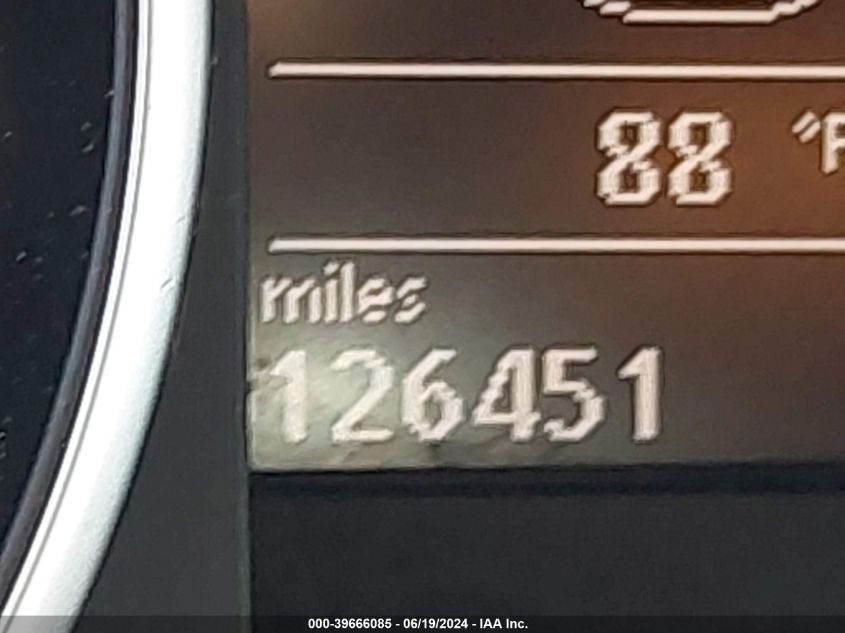 88 °F
miles
126451
000-39666085 - 06/19/2024 - IAA Inc.